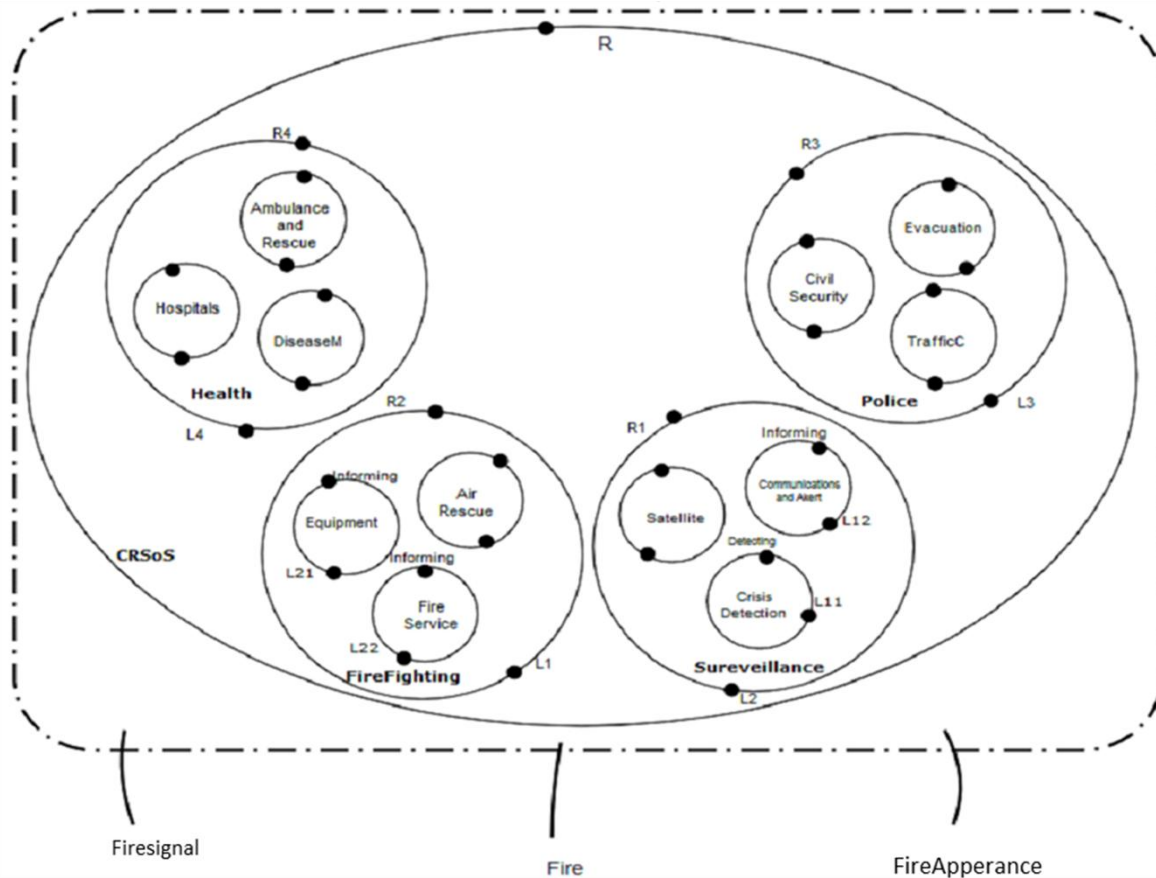 R
R4
Ambulance
and
Rescue
Hospitals
DiseaseM
Health
L4
R3
Evacuation
Civil
Security
TrafficC
Police
L3
R2
Informing
Equipment
Air
Rescue
L21
Informing
Fire
Service
L22
FireFighting
L1
R1
Informing
Satellite
Communications
and Akert
L12
Detecting
Crisis
Detection
L11
Sureveillance
L2
CRSoS
Firesignal
Fire
FireApperance